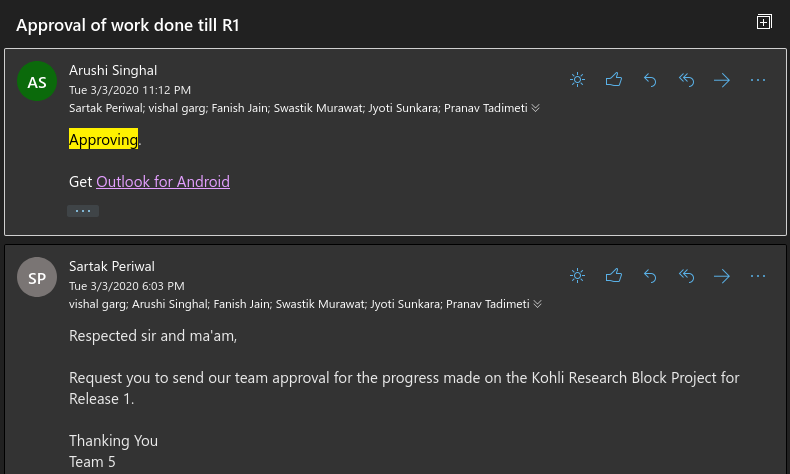 Approval of work done till R1
AS
Arushi Singhal
Tue 3/3/2020 11:12 PM
Sartak Periwal; vishal garg; Fanish Jain; Swastik Murawat; Jyoti Sunkara; Pranav Tadimeti
Approving.
Get Outlook for Android
...
SP
Sartak Periwal
Tue 3/3/2020 6:03 PM
vishal garg; Arushi Singhal; Fanish Jain; Swastik Murawat; Jyoti Sunkara; Pranav Tadimeti
Respected sir and ma'am,
Request you to send our team approval for the progress made on the Kohli Research Block Project for
Release 1.
Thanking You
Team 5